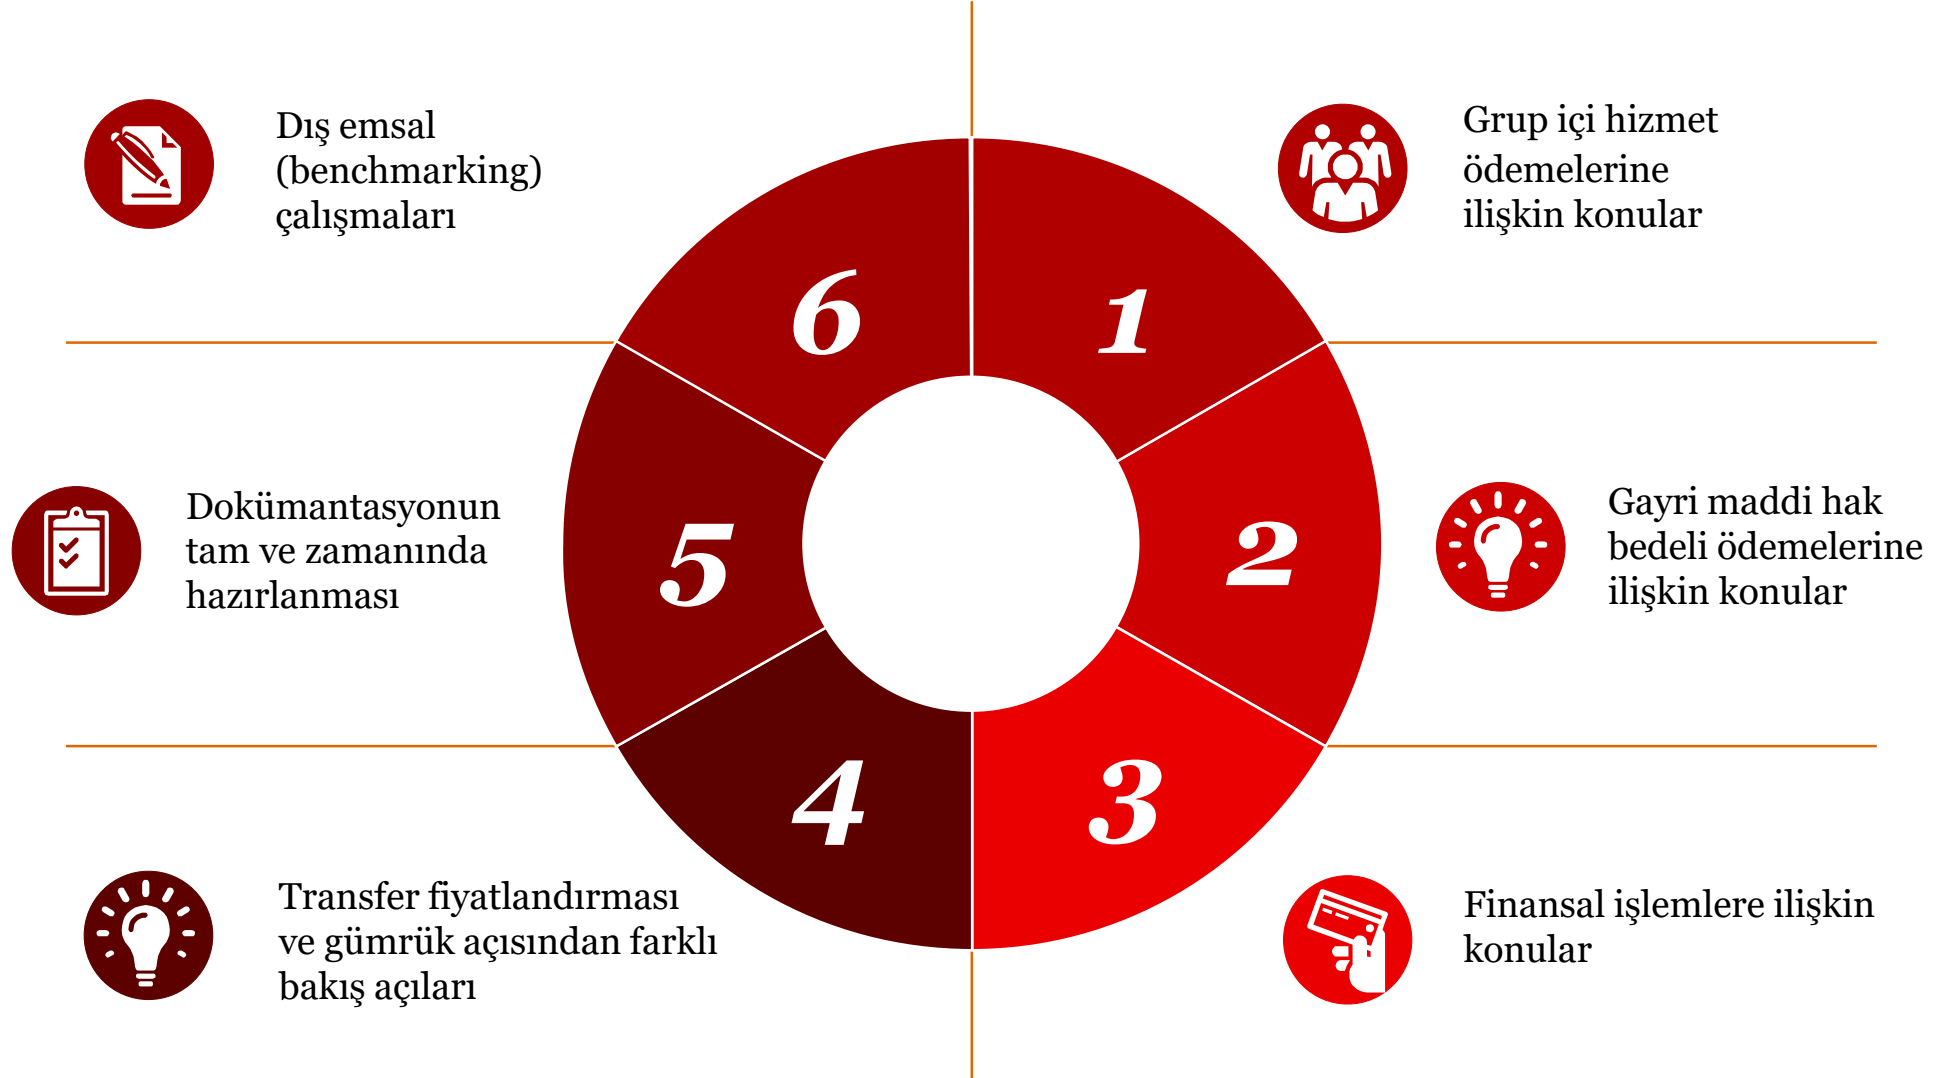 Dış emsal
(benchmarking)
çalışmaları
Grup içi hizmet
ödemelerine
ilişkin konular
6
1
Dokümantasyonun
tam ve zamanında
hazırlanması
5
2
Gayri maddi hak
bedeli ödemelerine
ilişkin konular
4
3
Transfer fiyatlandırması
ve gümrük açısından farklı
bakış açıları
Finansal işlemlere ilişkin
konular